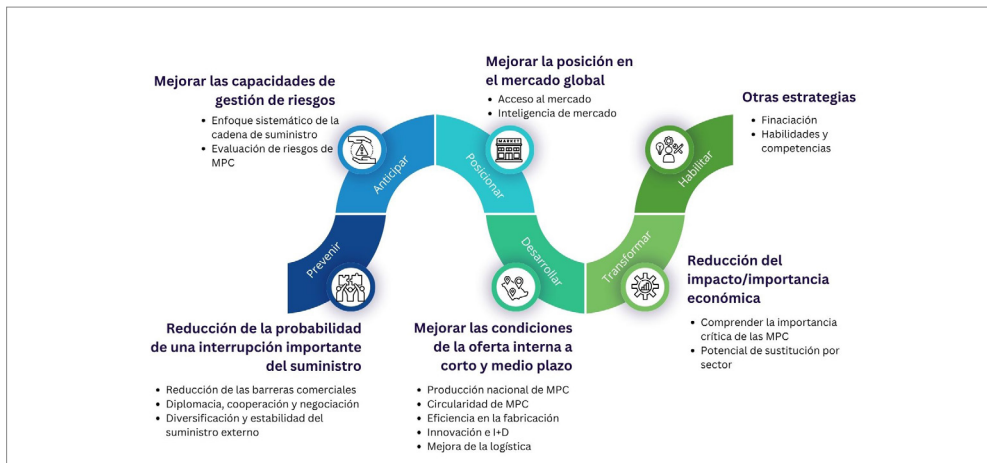 Mejorar las capacidades de
gestión de riesgos
• Enfoque sistemático de la
cadena de suministro
• Evaluación de riesgos de
MPC
Mejorar la posición en
el mercado global
• Acceso al mercado
• Inteligencia de mercado
Otras estrategias
• Finaciación
• Habilidades y
competencias
Prevenir
Anticipar
Posicionar
MARKET
Desarrollar
Transformar
Habilitar
Reducción de la probabilidad
de una interrupción importante
del suministro
• Reducción de las barreras comerciales
• Diplomacia, cooperación y negociación
• Diversificación y estabilidad del
suministro externo
Mejorar las condiciones
de la oferta interna a
corto y medio plazo
• Producción nacional de MPC
• Circularidad de MPC
• Eficiencia en la fabricación
• Innovación e I+D
• Mejora de la logística
Reducción del
impacto/importancia
económica
• Comprender la importancia
crítica de las MPC
• Potencial de sustitución por
sector